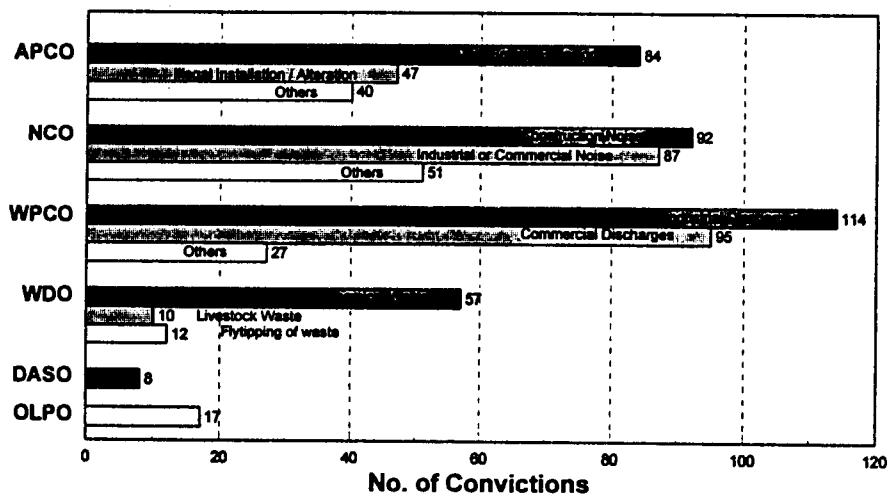 APCO
84
Illegal Installation / Alteration 47
Others 40
NCO
Construction Noise 92
Industrial or Commercial Noise 87
Others 51
WPCO
114
Commercial Discharges 95
Others 27
WDO
57
10 Livestock Waste
12 Flytipping of waste
DASO
8
OLPO
17
0 20 40 60 80 100 120
No. of Convictions